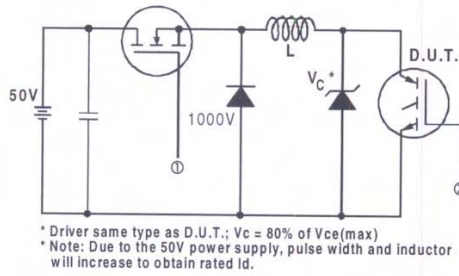 L
D.U.T.
VC *
50V
1000V
①
* Driver same type as D.U.T.; Vc = 80% of Vce(max)
* Note: Due to the 50V power supply, pulse width and inductor
will increase to obtain rated Id.